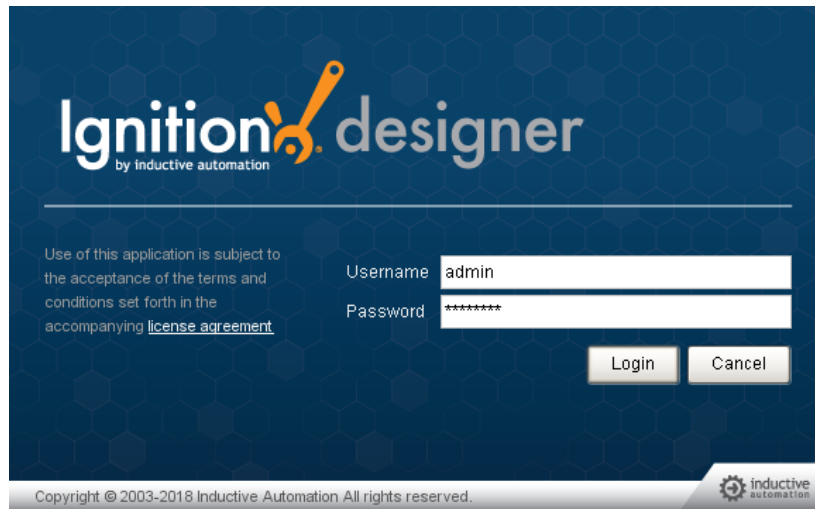 Ignition designer
by inductive automation
Use of this application is subject to
the acceptance of the terms and
conditions set forth in the
accompanying license agreement
Username admin
Password ********
Login Cancel
Copyright © 2003-2018 Inductive Automation All rights reserved.
inductive
automation